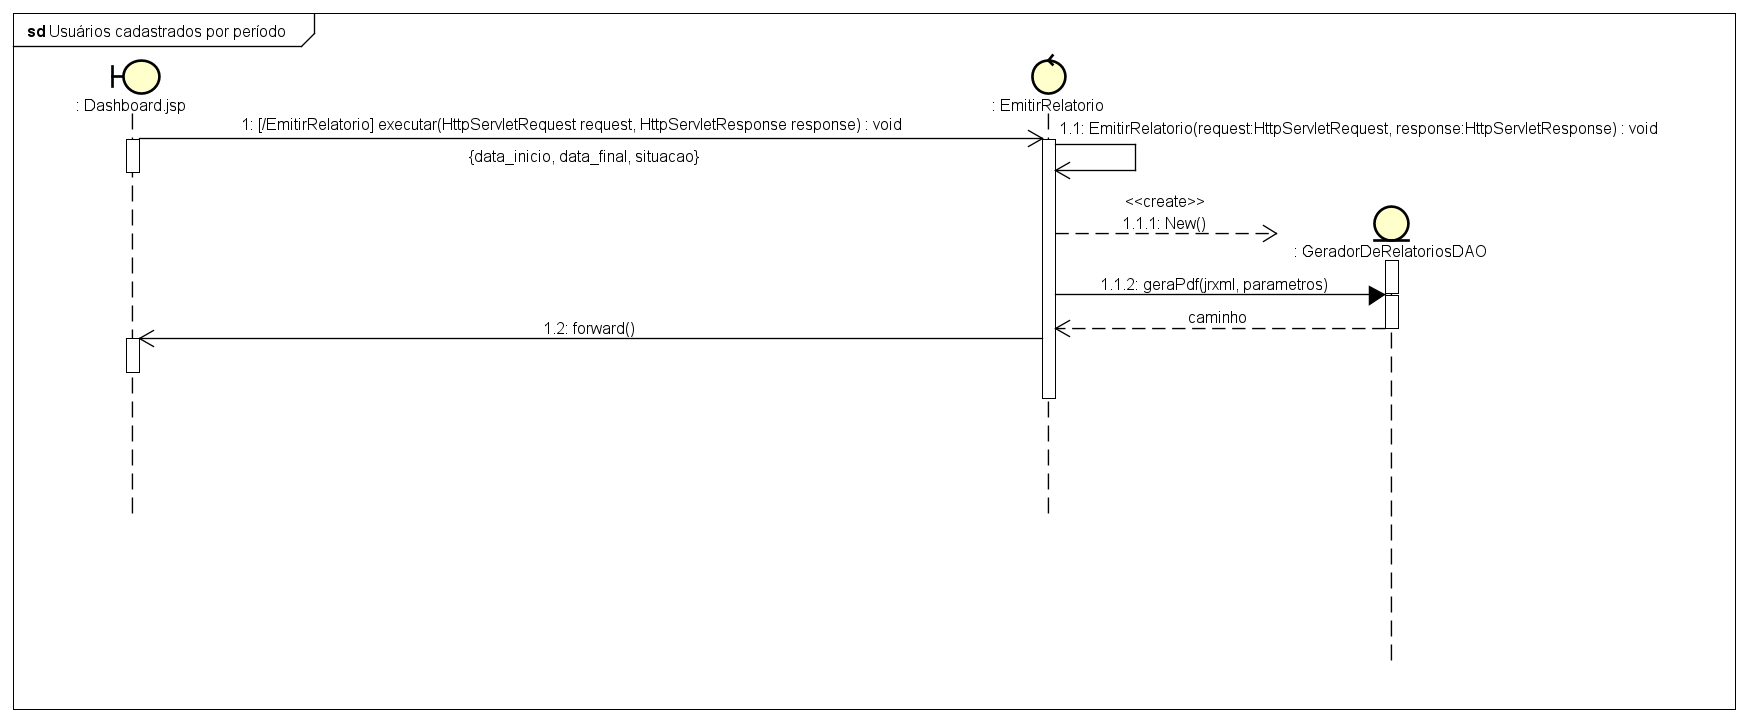 sd Usuários cadastrados por período
: Dashboard.jsp
: EmitirRelatorio
1: [/EmitirRelatorio] executar(HttpServletRequest request, HttpServletResponse response) : void
{data_inicio, data_final, situacao}
1.1: EmitirRelatorio(request:HttpServletRequest, response:HttpServletResponse) : void
<<create>>
1.1.1: New()
: GeradorDeRelatoriosDAO
1.1.2: geraPdf(jrxml, parametros)
caminho
1.2: forward()